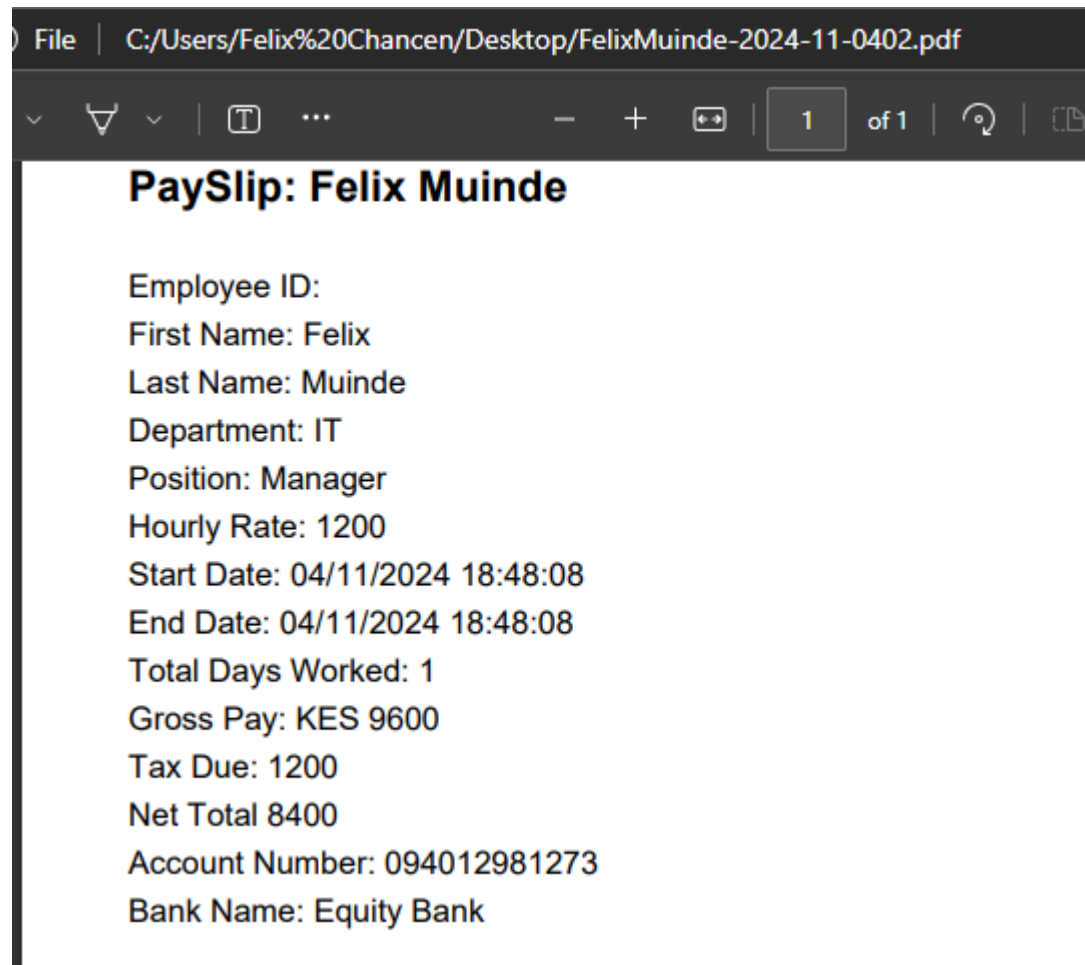 File | C:/Users/Felix%20Chancen/Desktop/FelixMuinde-2024-11-0402.pdf
T ... − + 1 of 1
PaySlip: Felix Muinde
Employee ID:
First Name: Felix
Last Name: Muinde
Department: IT
Position: Manager
Hourly Rate: 1200
Start Date: 04/11/2024 18:48:08
End Date: 04/11/2024 18:48:08
Total Days Worked: 1
Gross Pay: KES 9600
Tax Due: 1200
Net Total 8400
Account Number: 094012981273
Bank Name: Equity Bank